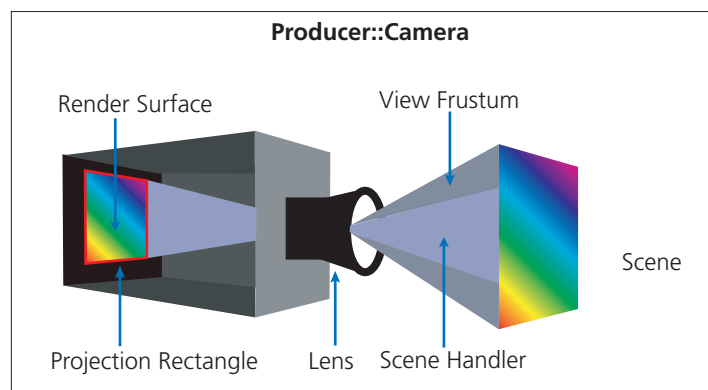 Producer::Camera
Render Surface
View Frustum
Scene
Projection Rectangle
Lens
Scene Handler